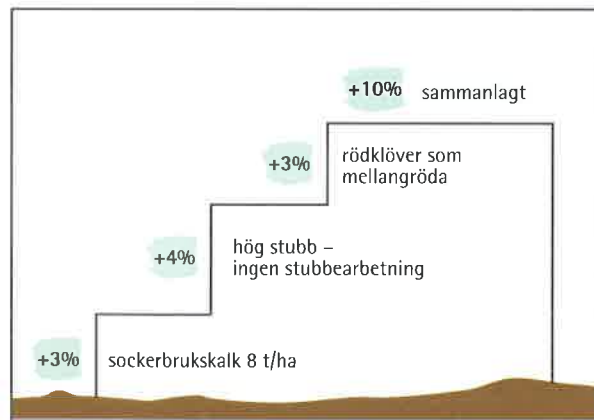 +10% sammanlagt
+3% rödklöver som
mellangröda
+4% hög stubb –
ingen stubbearbetning
+3% sockerbrukskalk 8 t/ha